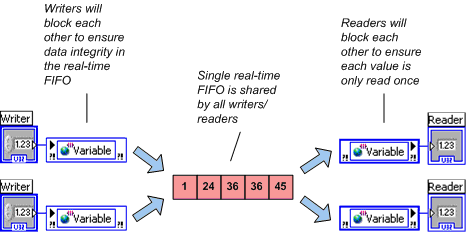 Writers will
block each
other to ensure
data integrity in
the real-time
FIFO
Single real-time
FIFO is shared
by all writers/
readers
Readers will
block each
other to ensure
each value is
only read once
Writer
1.23
?! Variable ?!
1 24 36 36 45
?! Variable ?!
Reader
1.23
Writer
1.23
?! Variable ?!
?! Variable ?!
Reader
1.23